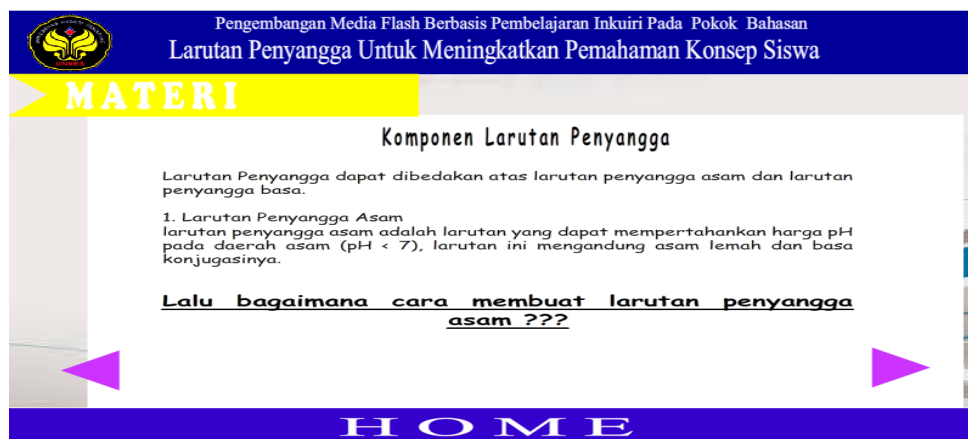 Pengembangan Media Flash Berbasis Pembelajaran Inkuiri Pada Pokok Bahasan
Larutan Penyangga Untuk Meningkatkan Pemahaman Konsep Siswa
UNNES
MATERI
Komponen Larutan Penyangga
Larutan Penyangga dapat dibedakan atas larutan penyangga asam dan larutan
penyangga basa.
1. Larutan Penyangga Asam
larutan penyangga asam adalah larutan yang dapat mempertahankan harga pH
pada daerah asam (pH < 7), larutan ini mengandung asam lemah dan basa
konjugasinya.
Lalu bagaimana cara membuat larutan penyangga
asam ???
HOME